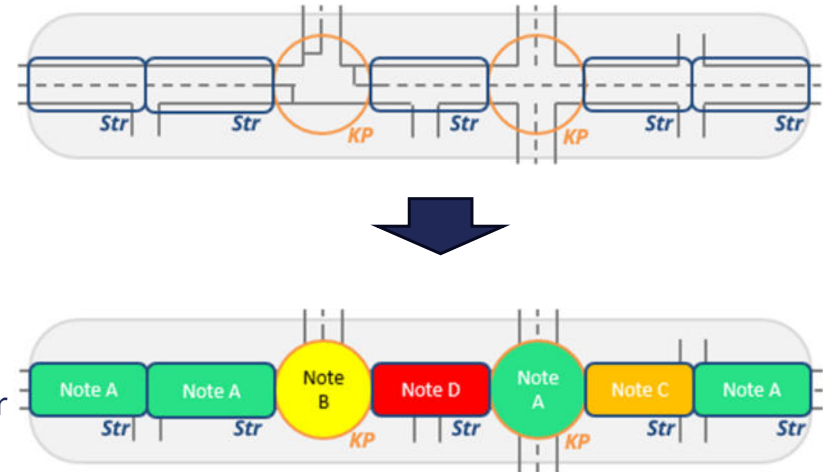 Str Str KP Str KP Str Str
Note A Note A Note B Note D Note A Note C Note A
r
Str Str KP Str KP Str Str